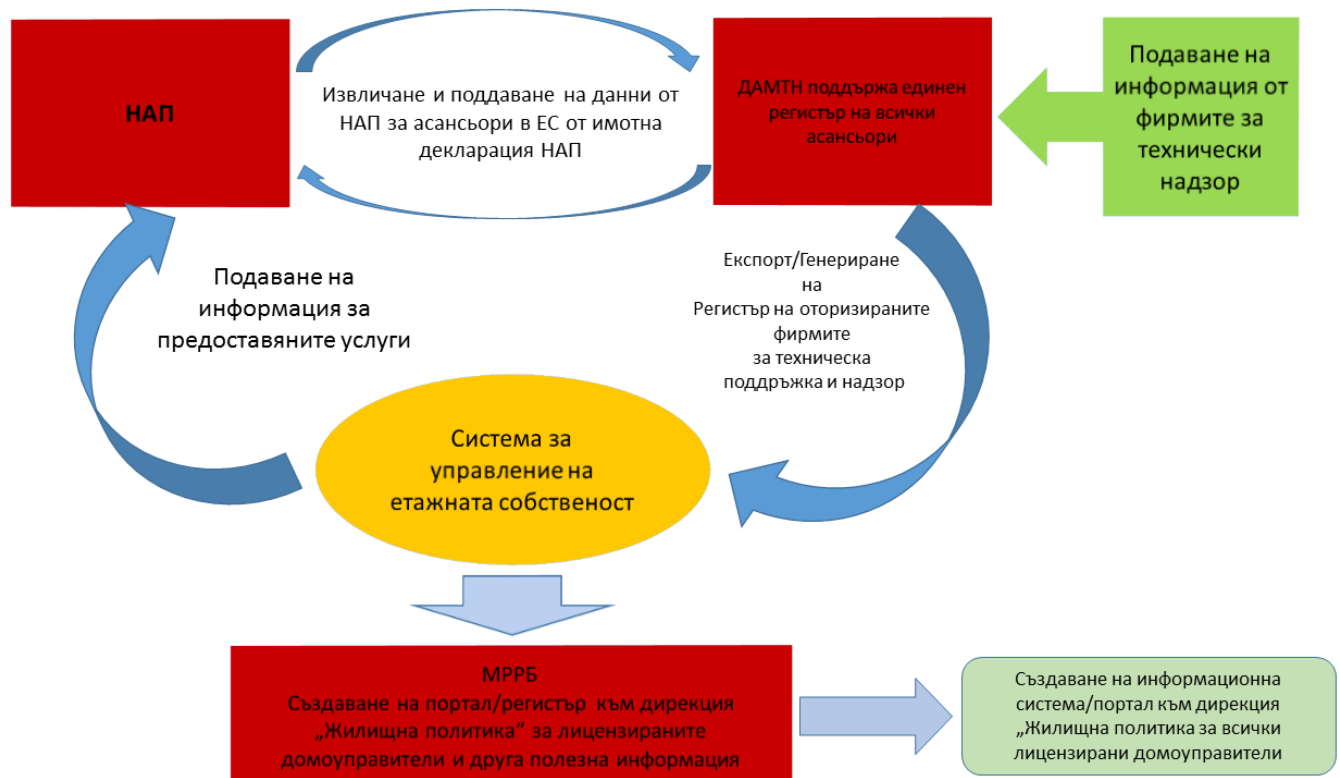 НАП
Извличане и поддаване на данни от
НАП за асансьори в ЕС от имотна
декларация НАП
ДАМТН поддържа единен
регистър на всички
асансьори
Подаване на
информация от
фирмите за
технически
надзор
Подаване на
информация за
предоставяните услуги
Експорт/Генериране
на
Регистър на оторизираните
фирмите
за техническа
поддръжка и надзор
Система за
управление на
етажната собственост
МРРБ
Създаване на портал/регистър към дирекция
„Жилищна политика“ за лицензираните
домоуправители и друга полезна информация
Създаване на информационна
система/портал към дирекция
„Жилищна политика за всички
лицензирани домоуправители